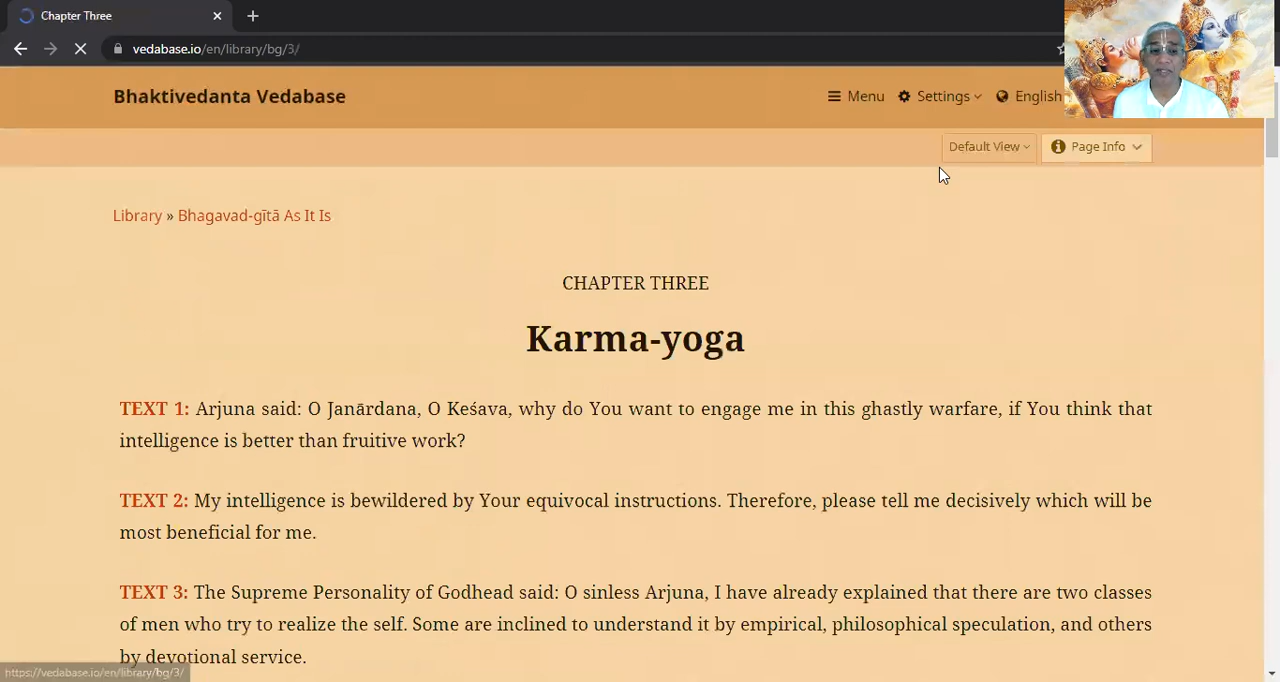 Chapter Three
vedabase.io/en/library/bg/3/
Bhaktivedanta Vedabase
Menu
Settings
English
Default View
Page Info
Library » Bhagavad-gītā As It Is
CHAPTER THREE
Karma-yoga
TEXT 1: Arjuna said: O Janārdana, O Keśava, why do You want to engage me in this ghastly warfare, if You think that
intelligence is better than fruitive work?
TEXT 2: My intelligence is bewildered by Your equivocal instructions. Therefore, please tell me decisively which will be
most beneficial for me.
TEXT 3: The Supreme Personality of Godhead said: O sinless Arjuna, I have already explained that there are two classes
of men who try to realize the self. Some are inclined to understand it by empirical, philosophical speculation, and others
by devotional service.
https://vedabase.io/en/library/bg/3/